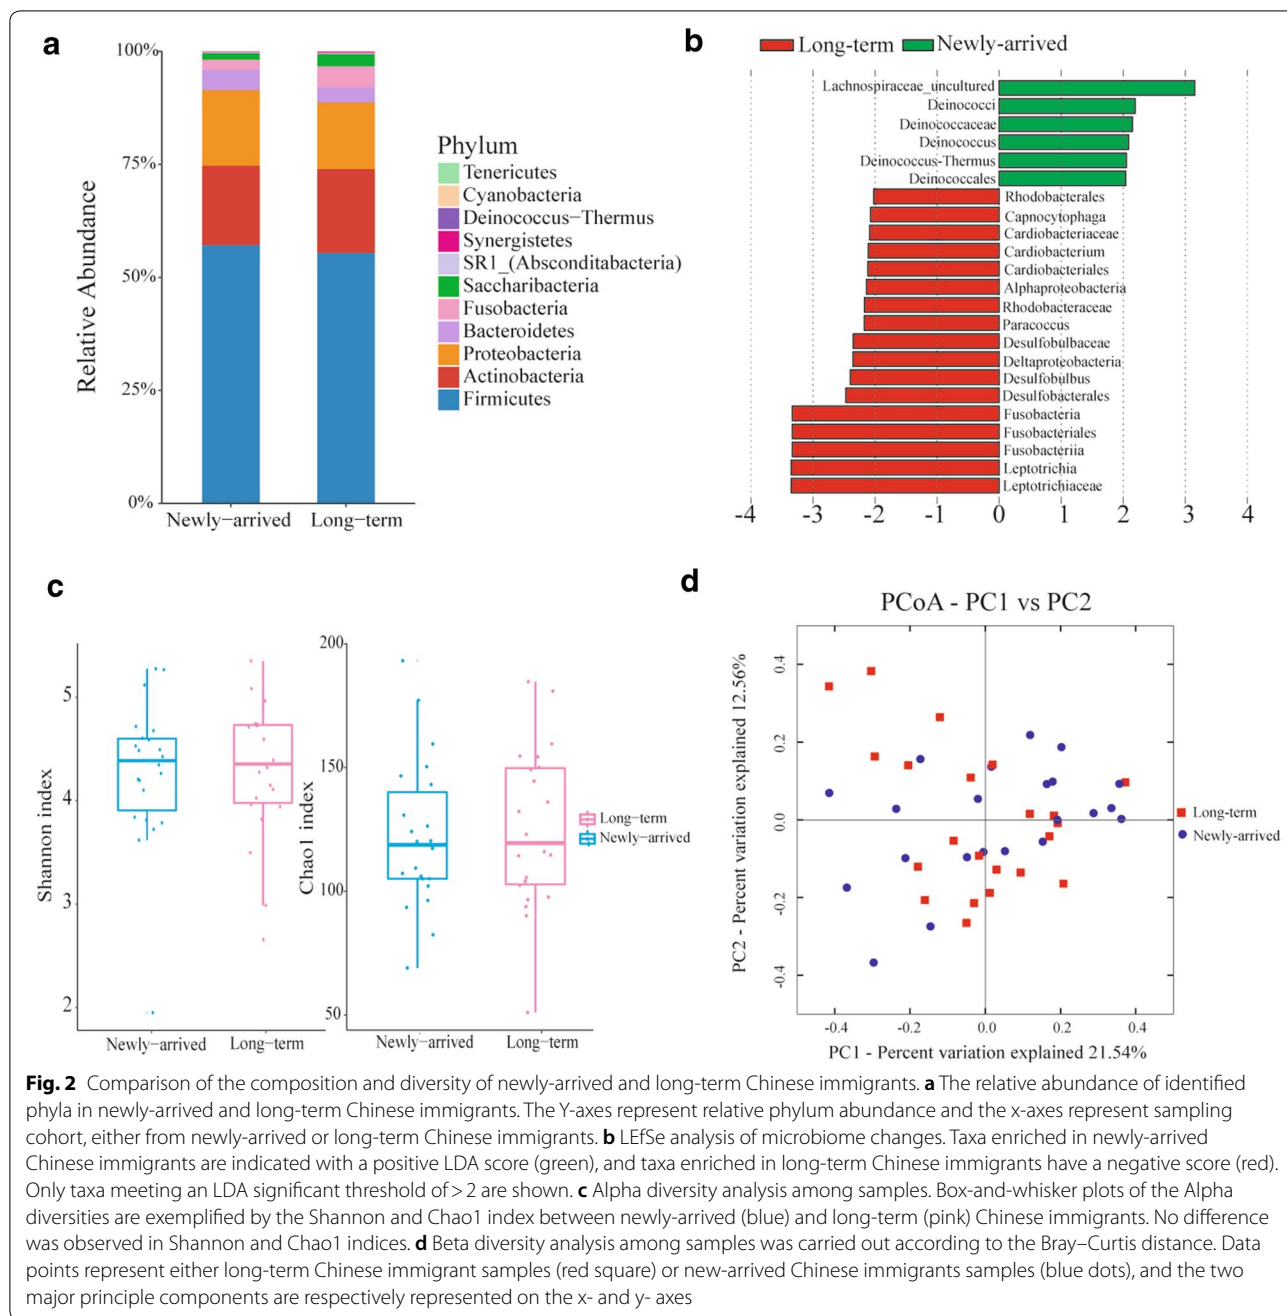 a
100%
75%
50%
25%
0%
Relative Abundance
Newly−arrived
Long−term
Phylum
Tenericutes
Cyanobacteria
Deinococcus−Thermus
Synergistetes
SR1_(Absconditabacteria)
Saccharibacteria
Fusobacteria
Bacteroidetes
Proteobacteria
Actinobacteria
Firmicutes
b
Long-term
Newly-arrived
Lachnospiraceae_uncultured
Deinococci
Deinococcaceae
Deinococcus
Deinococcus-Thermus
Deinococcales
Rhodobacterales
Capnocytophaga
Cardiobacteriaceae
Cardiobacterium
Cardiobacteriales
Alphaproteobacteria
Rhodobacteraceae
Paracoccus
Desulfobulbaceae
Deltaproteobacteria
Desulfobulbus
Desulfobacterales
Fusobacteria
Fusobacteriales
Fusobacteriia
Leptotrichia
Leptotrichiaceae
-4 -3 -2 -1 0 1 2 3 4
c
Shannon index
5
4
3
2
Newly-arrived
Long-term
Chao1 index
200
150
100
50
Newly-arrived
Long-term
Long−term
Newly−arrived
d
PCoA - PC1 vs PC2
PC2 - Percent variation explained 12.56%
0.4
0.2
0.0
-0.2
-0.4
-0.4 -0.2 0.0 0.2 0.4
PC1 - Percent variation explained 21.54%
Long-term
Newly-arrived
Fig. 2 Comparison of the composition and diversity of newly-arrived and long-term Chinese immigrants. a The relative abundance of identified
phyla in newly-arrived and long-term Chinese immigrants. The Y-axes represent relative phylum abundance and the x-axes represent sampling
cohort, either from newly-arrived or long-term Chinese immigrants. b LEfSe analysis of microbiome changes. Taxa enriched in newly-arrived
Chinese immigrants are indicated with a positive LDA score (green), and taxa enriched in long-term Chinese immigrants have a negative score (red).
Only taxa meeting an LDA significant threshold of > 2 are shown. c Alpha diversity analysis among samples. Box-and-whisker plots of the Alpha
diversities are exemplified by the Shannon and Chao1 index between newly-arrived (blue) and long-term (pink) Chinese immigrants. No difference
was observed in Shannon and Chao1 indices. d Beta diversity analysis among samples was carried out according to the Bray–Curtis distance. Data
points represent either long-term Chinese immigrant samples (red square) or new-arrived Chinese immigrants samples (blue dots), and the two
major principle components are respectively represented on the x- and y- axes